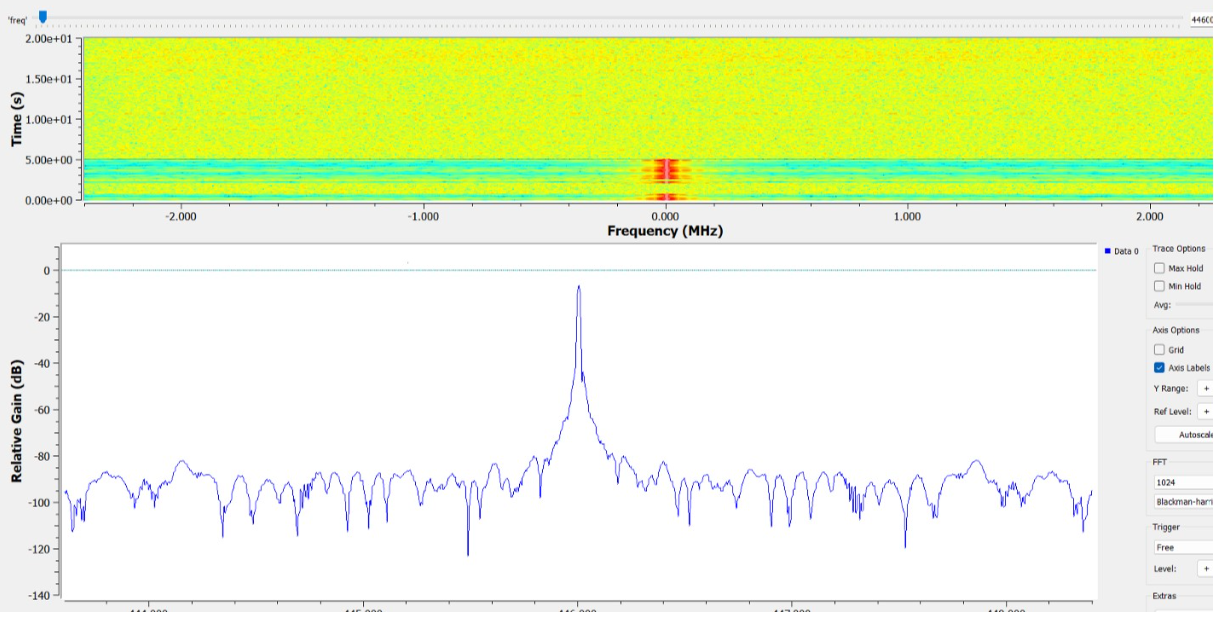 'freq'
44600
2.00e+01
1.50e+01
1.00e+01
5.00e+00
0.00e+00
Time (s)
-2.000 -1.000 0.000 1.000 2.000
Frequency (MHz)
Relative Gain (dB)
0
-20
-40
-60
-80
-100
-120
-140
Data 0
Trace Options
Max Hold
Min Hold
Avg:
Axis Options
Grid
Axis Labels
Y Range: +
Ref Level: +
Autoscale
FFT
1024
Blackman-harr
Trigger
Free
Level: +
Extras